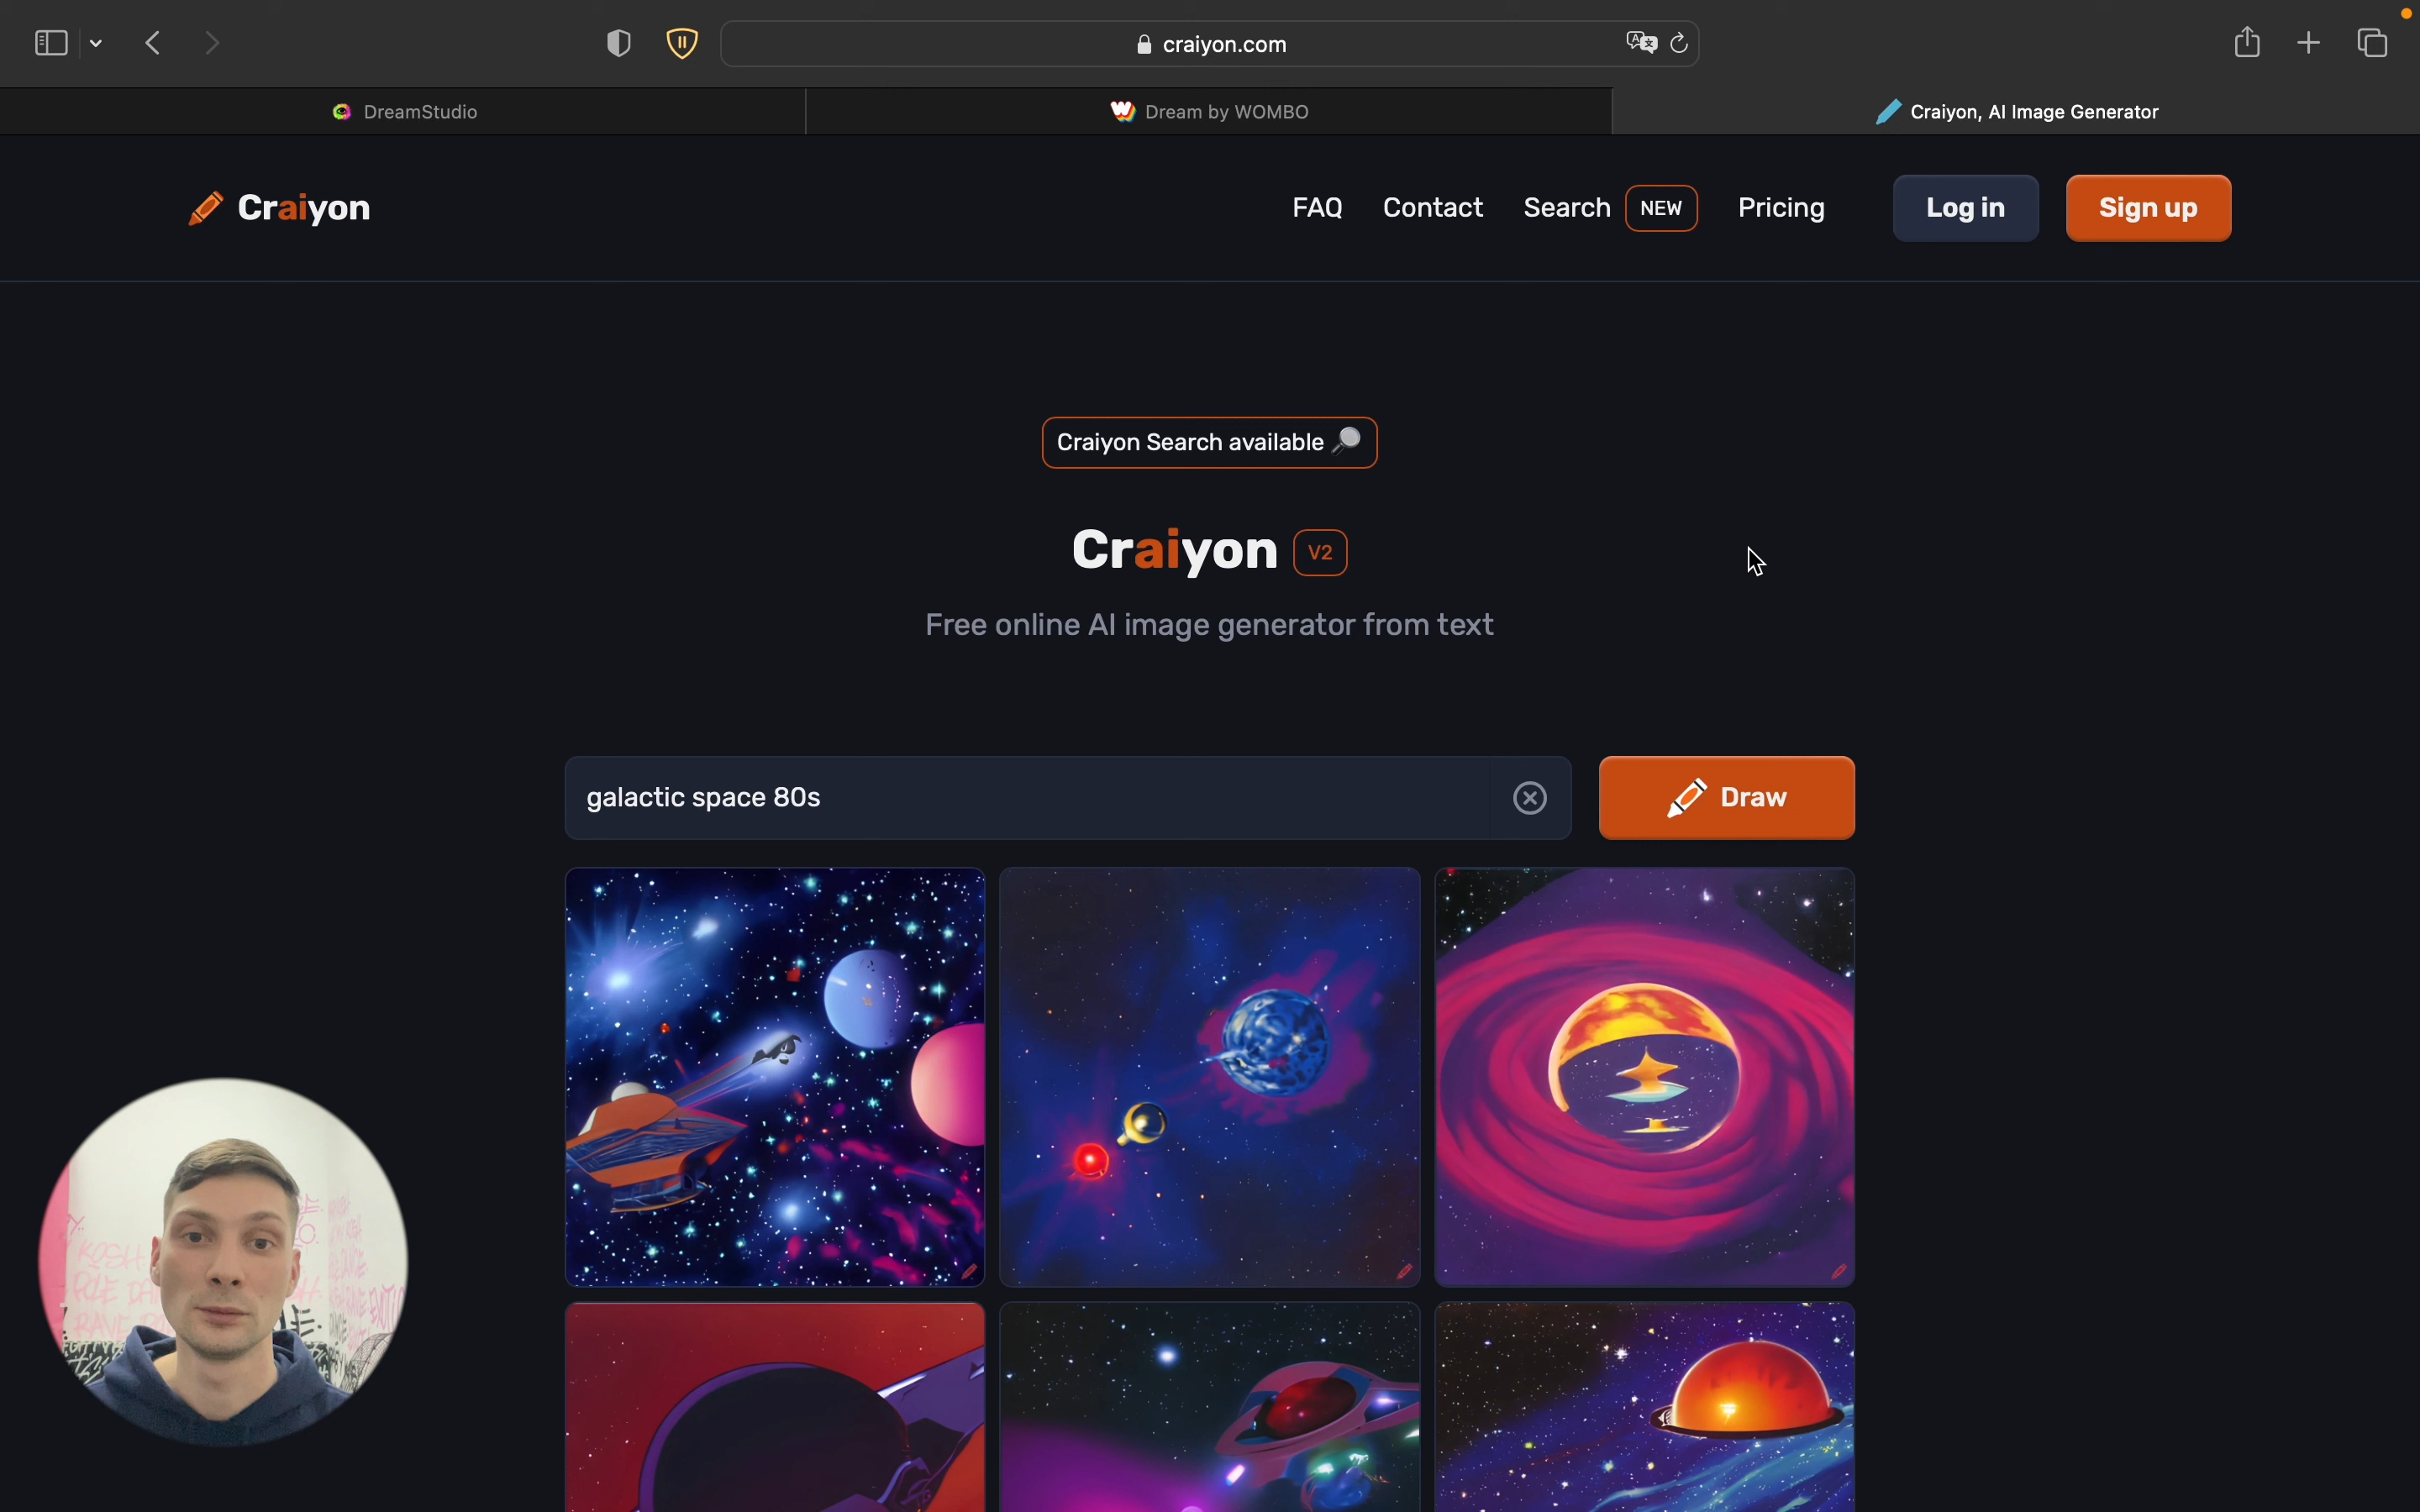 craiyon.com
DreamStudio
Dream by WOMBO
Craiyon, AI Image Generator
Craiyon
FAQ
Contact
Search
NEW
Pricing
Log in
Sign up
Craiyon Search available
Craiyon V2
Free online AI image generator from text
galactic space 80s
Draw